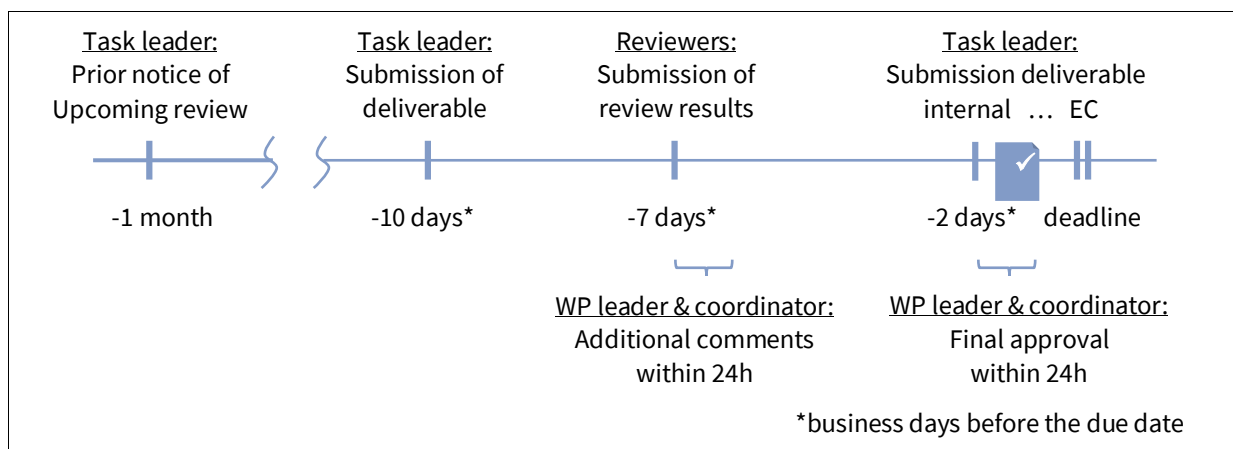 Task leader:
Prior notice of
Upcoming review
Task leader:
Submission of
deliverable
Reviewers:
Submission of
review results
Task leader:
Submission deliverable
internal … EC
-1 month
-10 days*
-7 days*
-2 days*
deadline
WP leader & coordinator:
Additional comments
within 24h
WP leader & coordinator:
Final approval
within 24h
*business days before the due date